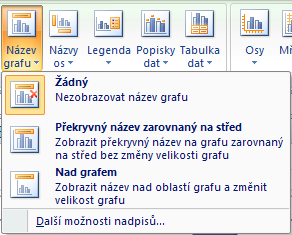 Název grafu
Názvy os
Legenda
Popisky dat
Tabulka dat
Osy
Žádný
Nezobrazovat název grafu
Překryvný název zarovnaný na střed
Zobrazit překryvný název na grafu zarovnaný
na střed bez změny velikosti grafu
Nad grafem
Zobrazit název nad oblastí grafu a změnit
velikost grafu
Další možnosti nadpisů...